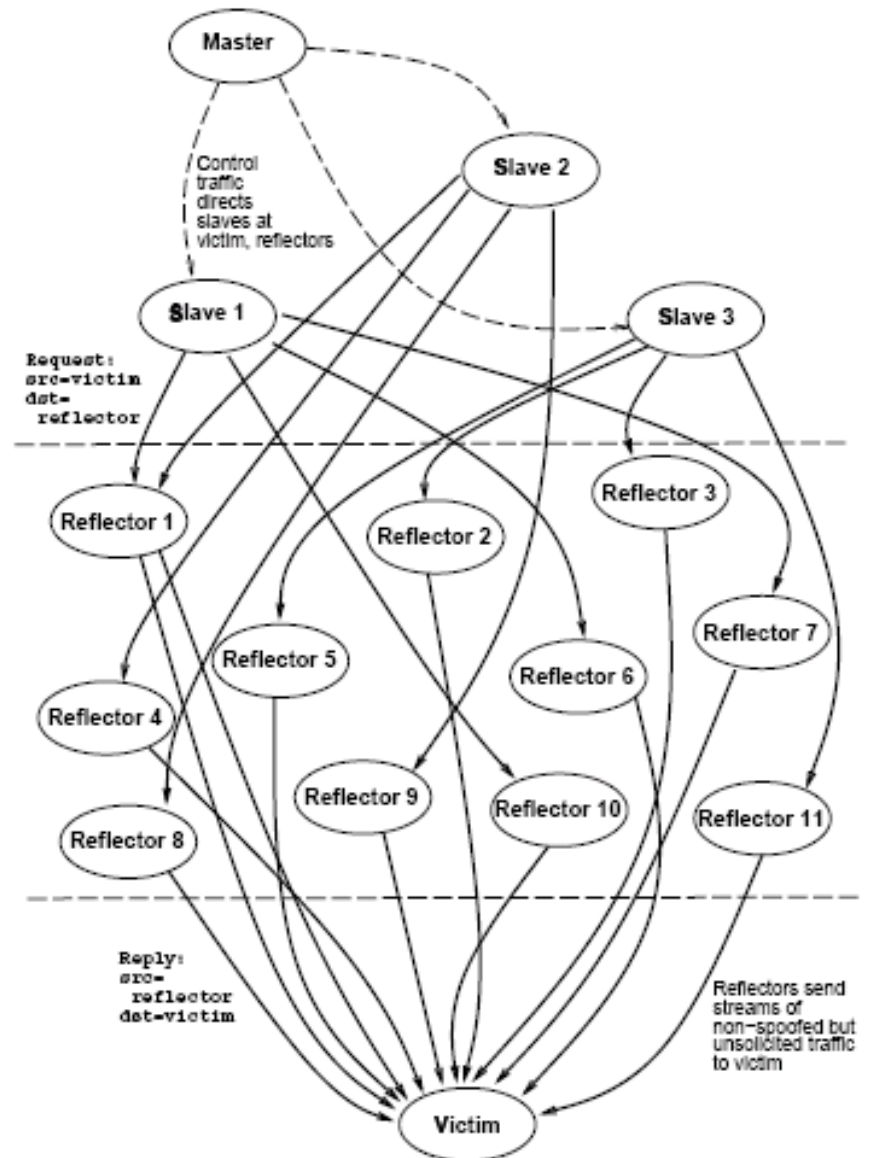 Master
Slave 2
Control
traffic
directs
slaves at
victim, reflectors
Slave 1
Slave 3
Request:
src=victim
dst=
reflector
Reflector 1
Reflector 2
Reflector 3
Reflector 4
Reflector 5
Reflector 6
Reflector 7
Reflector 8
Reflector 9
Reflector 10
Reflector 11
Reply:
src=
reflector
dst=victim
Reflectors send
streams of
non-spoofed but
unsolicited traffic
to victim
Victim